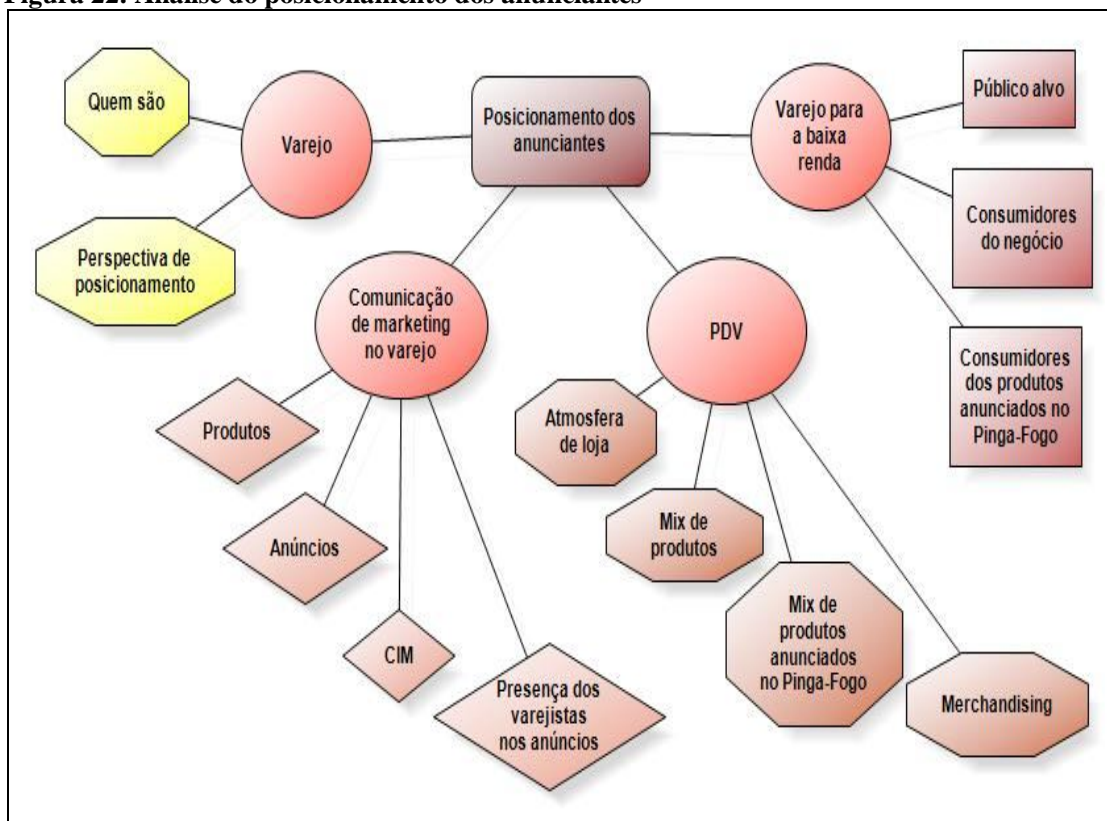 Figura 22: Análise do posicionamento dos anunciantes
Quem são
Varejo
Perspectiva de
posicionamento
Posicionamento dos
anunciantes
Varejo para
a baixa
renda
Público alvo
Consumidores
do negócio
Consumidores
dos produtos
anunciados no
Pinga-Fogo
Comunicação
de marketing
no varejo
Produtos
Anúncios
CIM
Presença dos
varejistas
nos anúncios
PDV
Atmosfera
de loja
Mix de
produtos
Mix de
produtos
anunciados
no Pinga-Fogo
Merchandising